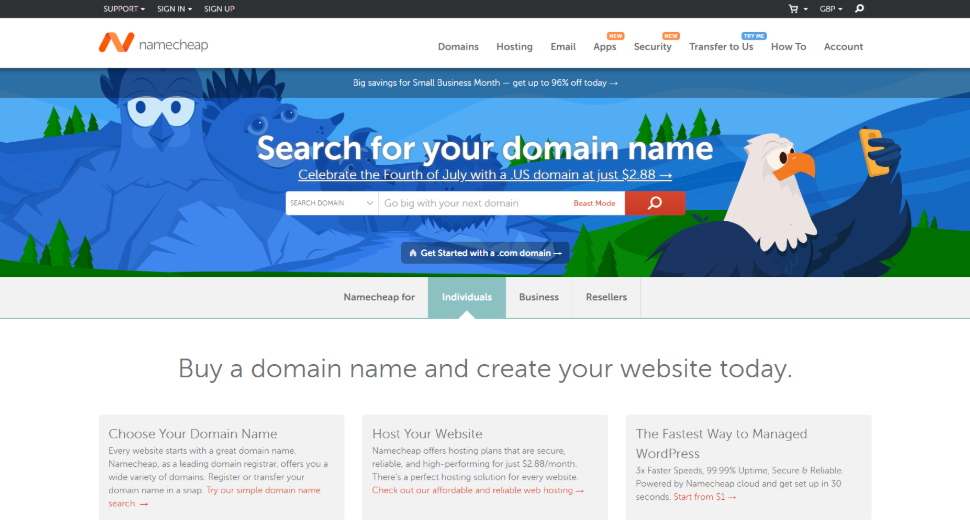 SUPPORT SIGN IN SIGN UP
GBP
namecheap
NEW NEW TRY ME
Domains Hosting Email Apps Security Transfer to Us How To Account
Big savings for Small Business Month — get up to 96% off today →
Search for your domain name
Celebrate the Fourth of July with a .US domain at just $2.88 →
SEARCH DOMAIN Go big with your next domain Beast Mode
Get Started with a .com domain →
Namecheap for Individuals Business Resellers
Buy a domain name and create your website today.
Choose Your Domain Name
Every website starts with a great domain name.
Namecheap, as a leading domain registrar, offers you a
wide variety of domains. Register or transfer your
domain name in a snap. Try our simple domain name
search. →
Host Your Website
Namecheap offers hosting plans that are secure,
reliable, and high-performing for just $2.88/month.
There's a perfect hosting solution for every website.
Check out our affordable and reliable web hosting →
The Fastest Way to Managed
WordPress
3x Faster Speeds, 99.99% Uptime, Secure & Reliable.
Powered by Namecheap cloud and get set up in 30
seconds. Start from $1 →